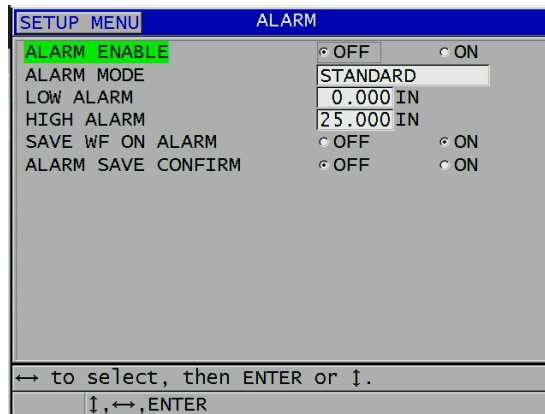 SETUP MENU ALARM
ALARM ENABLE OFF ON
ALARM MODE STANDARD
LOW ALARM 0.000 IN
HIGH ALARM 25.000 IN
SAVE WF ON ALARM OFF ON
ALARM SAVE CONFIRM OFF ON
↔ to select, then ENTER or ↕.
↕,↔,ENTER